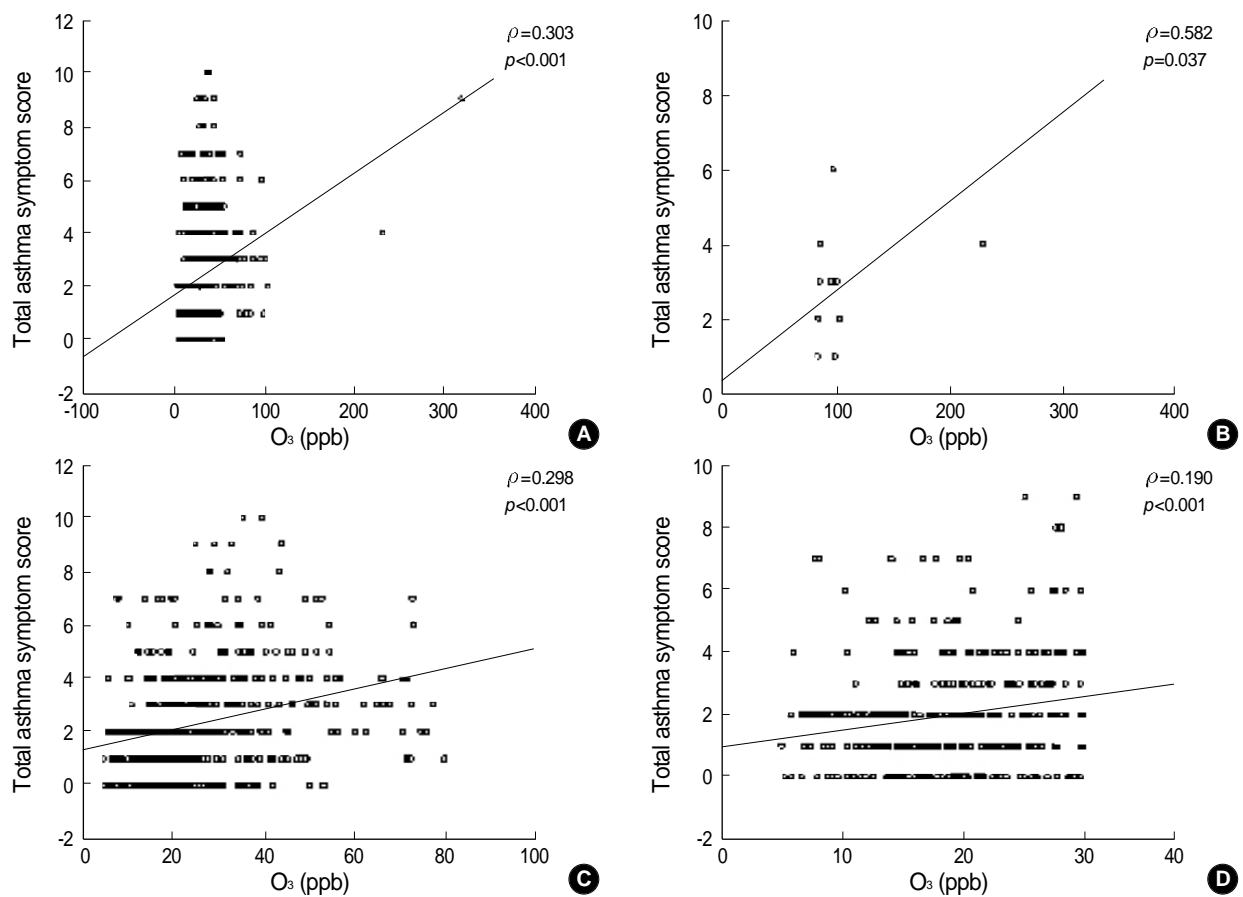 12
10
8
6
4
2
0
-2
Total asthma symptom score
ρ=0.303
p<0.001
-100 0 100 200 300 400
O₃ (ppb)
A
10
8
6
4
2
0
Total asthma symptom score
ρ=0.582
p=0.037
0 100 200 300 400
O₃ (ppb)
B
12
10
8
6
4
2
0
-2
Total asthma symptom score
ρ=0.298
p<0.001
0 20 40 60 80 100
O₃ (ppb)
C
10
8
6
4
2
0
-2
Total asthma symptom score
ρ=0.190
p<0.001
0 10 20 30 40
O₃ (ppb)
D